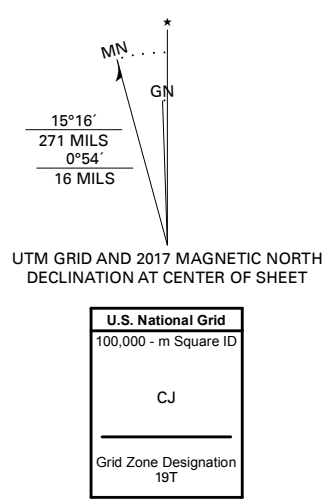 ★
MN
GN
15°16´
271 MILS
0°54´
16 MILS
UTM GRID AND 2017 MAGNETIC NORTH
DECLINATION AT CENTER OF SHEET
U.S. National Grid
100,000 - m Square ID
CJ
Grid Zone Designation
19T